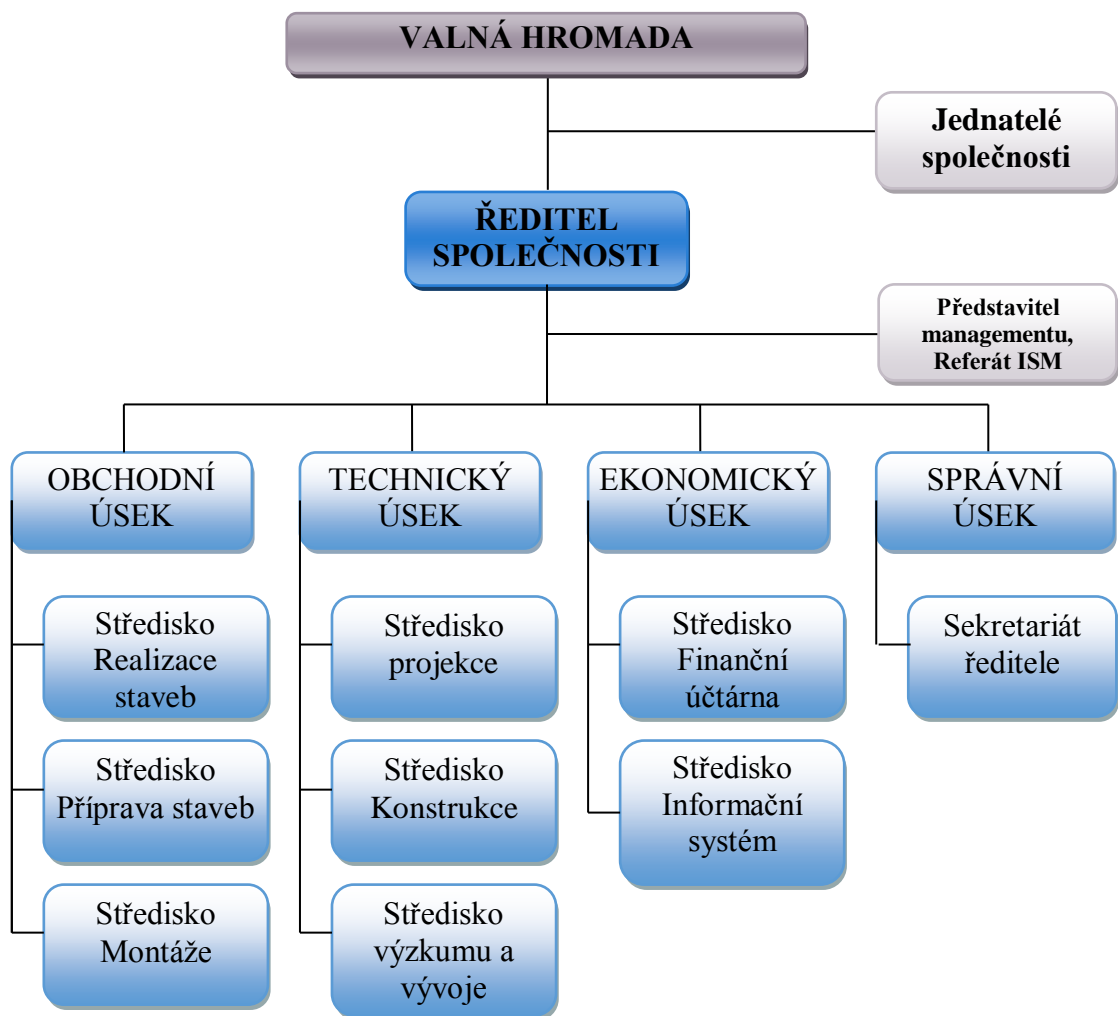 VALNÁ HROMADA
Jednatelé
společnosti
ŘEDITEL
SPOLEČNOSTI
Představitel
managementu,
Referát ISM
OBCHODNÍ
ÚSEK
TECHNICKÝ
ÚSEK
EKONOMICKÝ
ÚSEK
SPRÁVNÍ
ÚSEK
Středisko
Realizace
staveb
Středisko
projekce
Středisko
Finanční
účtárna
Sekretariát
ředitele
Středisko
Příprava staveb
Středisko
Konstrukce
Středisko
Informační
systém
Středisko
Montáže
Středisko
výzkumu a
vývoje